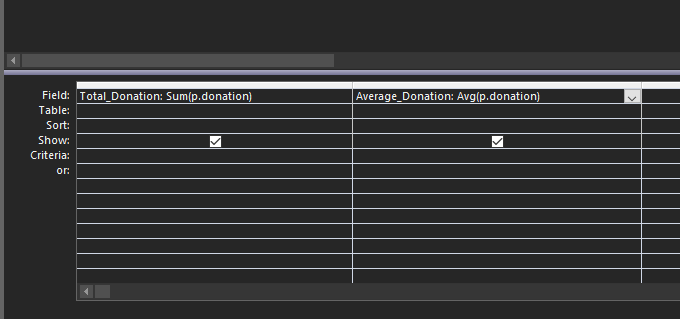 Field: Total_Donation: Sum(p.donation) Average_Donation: Avg(p.donation)
Table:
Sort:
Show:
Criteria:
or: